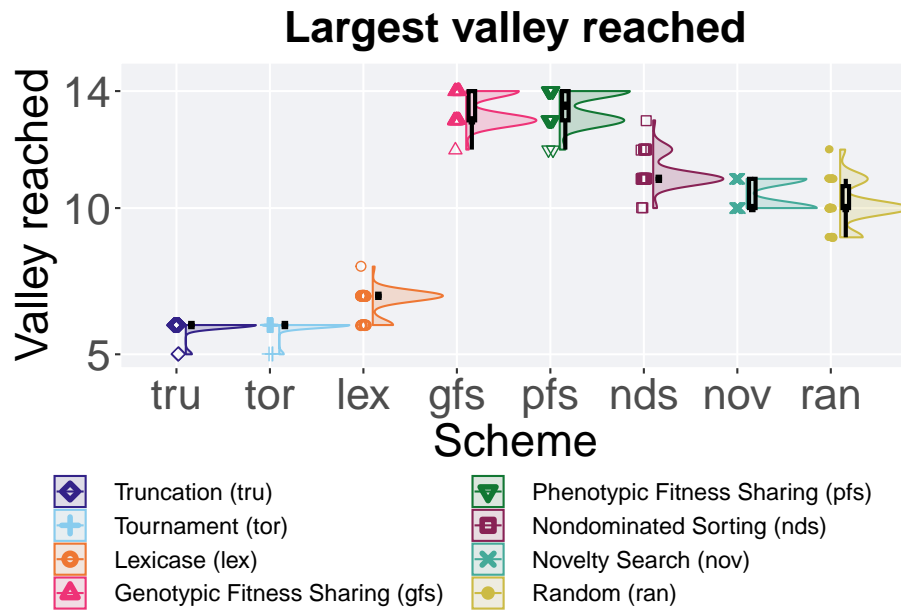 Largest valley reached
Valley reached
14
10
5
tru tor lex gfs pfs nds nov ran
Scheme
Truncation (tru)
Tournament (tor)
Lexicase (lex)
Genotypic Fitness Sharing (gfs)
Phenotypic Fitness Sharing (pfs)
Nondominated Sorting (nds)
Novelty Search (nov)
Random (ran)